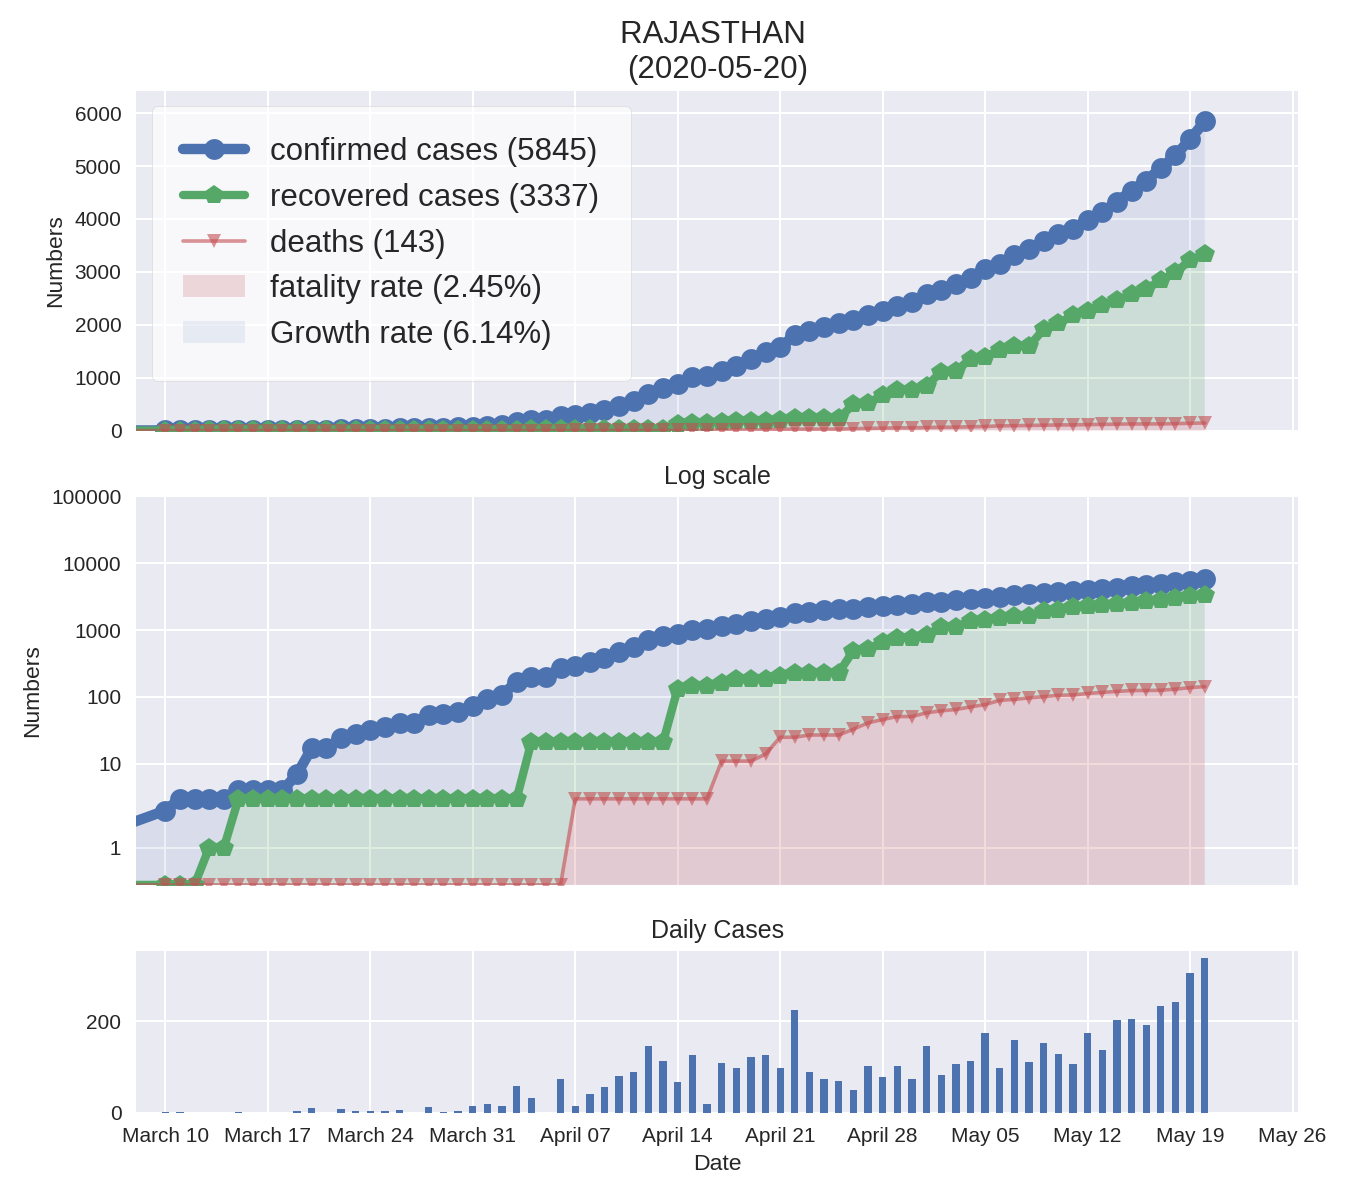 RAJASTHAN
(2020-05-20)
6000
5000
4000
3000
2000
1000
0
Numbers
confirmed cases (5845)
recovered cases (3337)
deaths (143)
fatality rate (2.45%)
Growth rate (6.14%)
Log scale
100000
10000
1000
100
10
1
Numbers
Daily Cases
200
0
March 10 March 17 March 24 March 31 April 07 April 14 April 21 April 28 May 05 May 12 May 19 May 26
Date